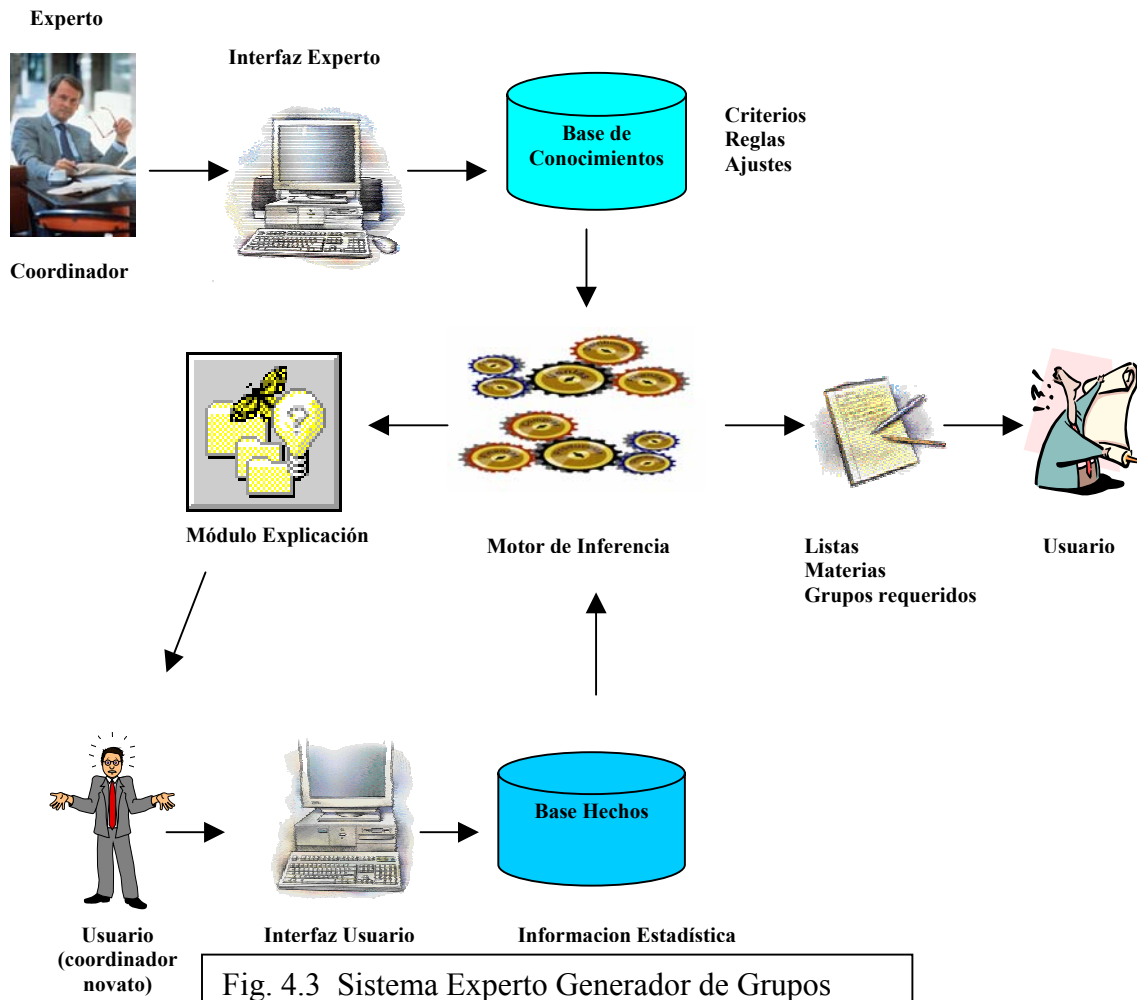 Experto
Interfaz Experto
Base de
Conocimientos
Criterios
Reglas
Ajustes
Coordinador
Módulo Explicación
Motor de Inferencia
Listas
Materias
Grupos requeridos
Usuario
Base Hechos
Usuario
(coordinador
novato)
Interfaz Usuario
Informacion Estadística
Fig. 4.3 Sistema Experto Generador de Grupos